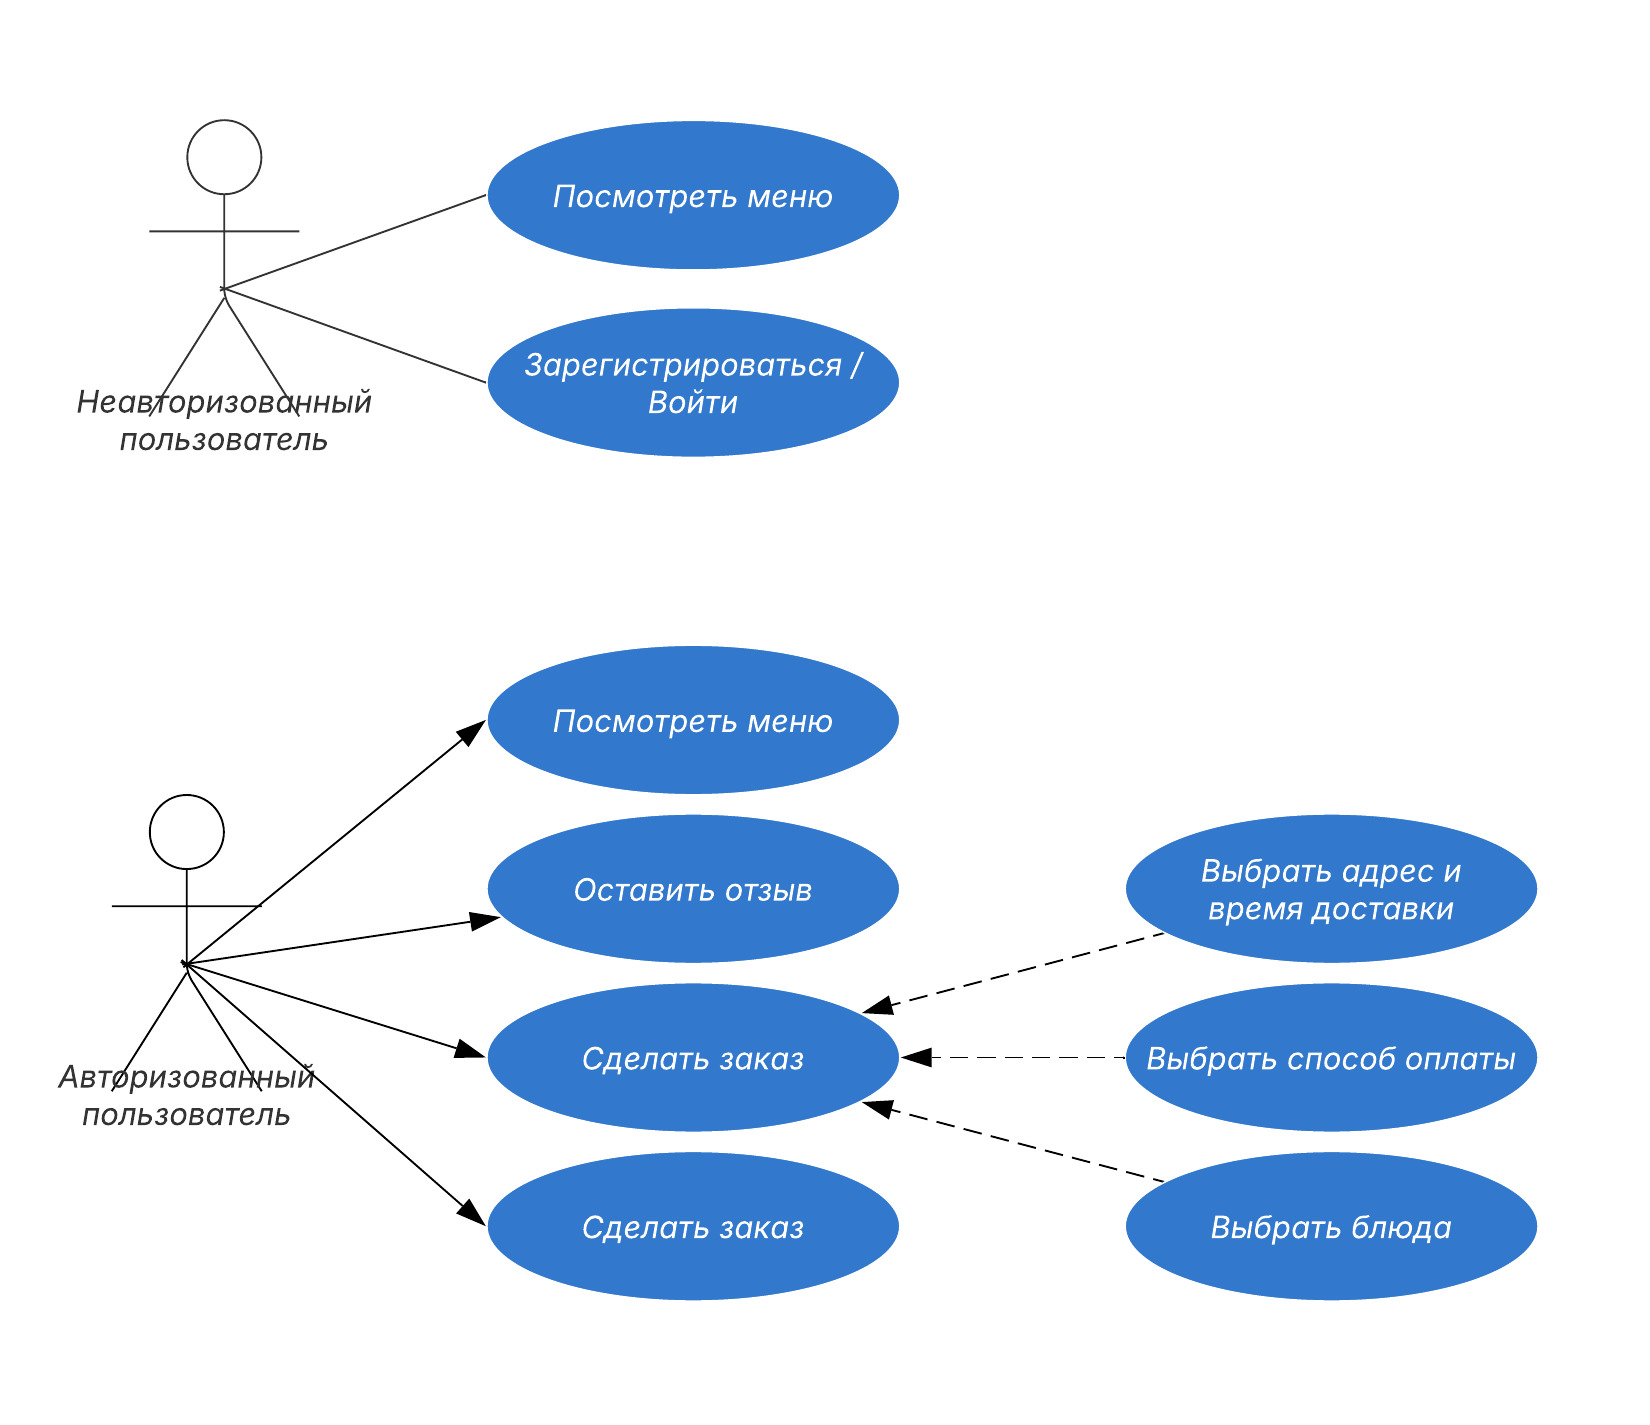 Посмотреть меню
Зарегистрироваться /
Войти
Неавторизованный
пользователь
Посмотреть меню
Оставить отзыв
Выбрать адрес и
время доставки
Сделать заказ
Выбрать способ оплаты
Авторизованный
пользователь
Сделать заказ
Выбрать блюда